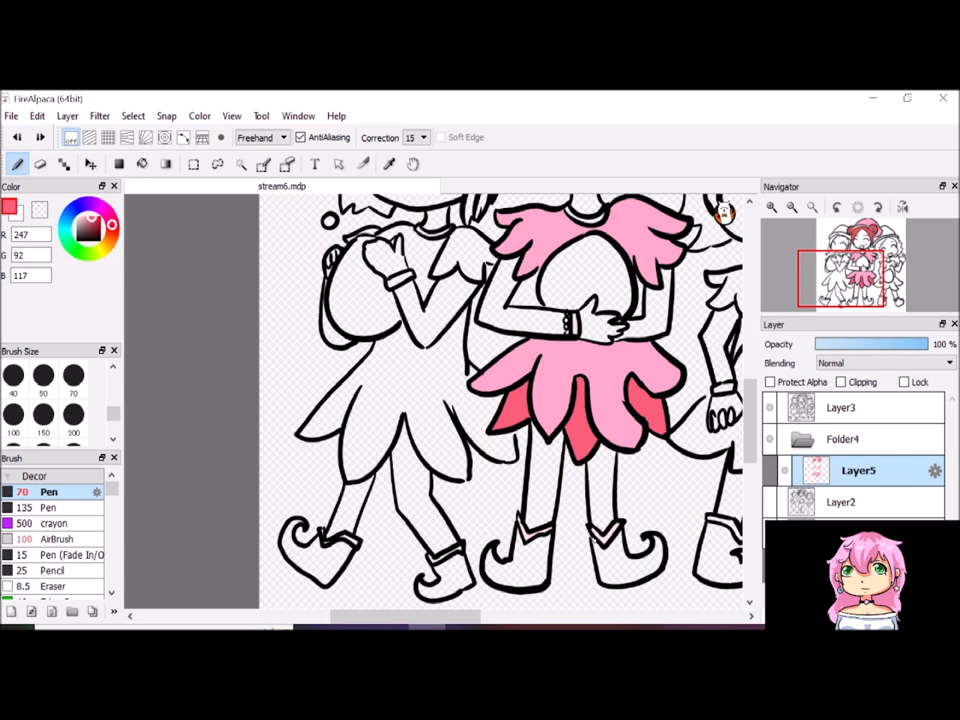 FireAlpaca (64bit)
File Edit Layer Filter Select Snap Color View Tool Window Help
OFF Freehand AntiAliasing Correction 15 Soft Edge
Color
stream6.mdp
Navigator
R 247
G 92
B 117
Layer
Opacity 100 %
Brush Size
Blending Normal
Protect Alpha Clipping Lock
40 50 70
100 150 200
Layer3
Folder4
Layer5
Layer2
Brush
Decor
70 Pen
135 Pen
500 crayon
100 AirBrush
15 Pen (Fade In/O
25 Pencil
8.5 Eraser